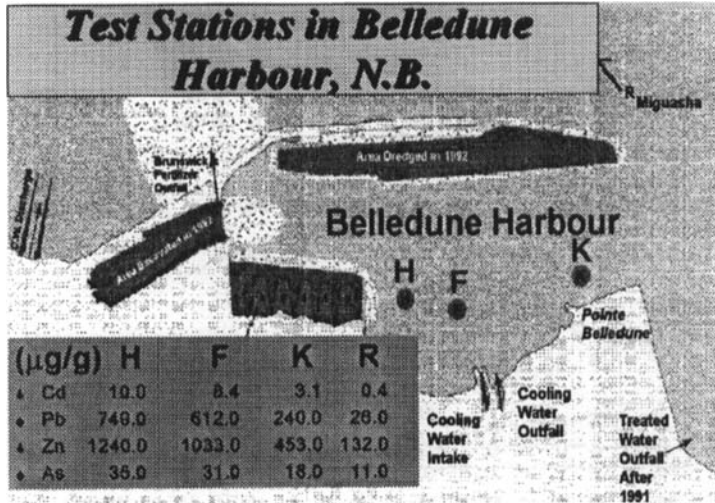 Test Stations in Belledune
Harbour, N.B.
R
Miguasha
Brunswick
Fertilizer
Outfall
Area Dredged in 1992
Discharge
Belledune Harbour
H
F
K
Pointe
Belledune
(µg/g) H F K R
Cd 10.0 8.4 3.1 0.4
Pb 749.0 612.0 240.0 26.0
Zn 1240.0 1033.0 453.0 132.0
As 35.0 31.0 18.0 11.0
Cooling
Water
Intake
Cooling
Water
Outfall
Treated
Water
Outfall
After
1991